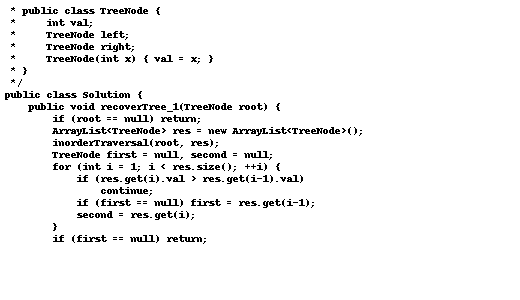 * public class TreeNode {
*     int val;
*     TreeNode left;
*     TreeNode right;
*     TreeNode(int x) { val = x; }
* }
*/
public class Solution {
    public void recoverTree_1(TreeNode root) {
        if (root == null) return;
        ArrayList<TreeNode> res = new ArrayList<TreeNode>();
        inorderTraversal(root, res);
        TreeNode first = null, second = null;
        for (int i = 1; i < res.size(); ++i) {
            if (res.get(i).val > res.get(i-1).val)
                continue;
            if (first == null) first = res.get(i-1);
            second = res.get(i);
        }
        if (first == null) return;